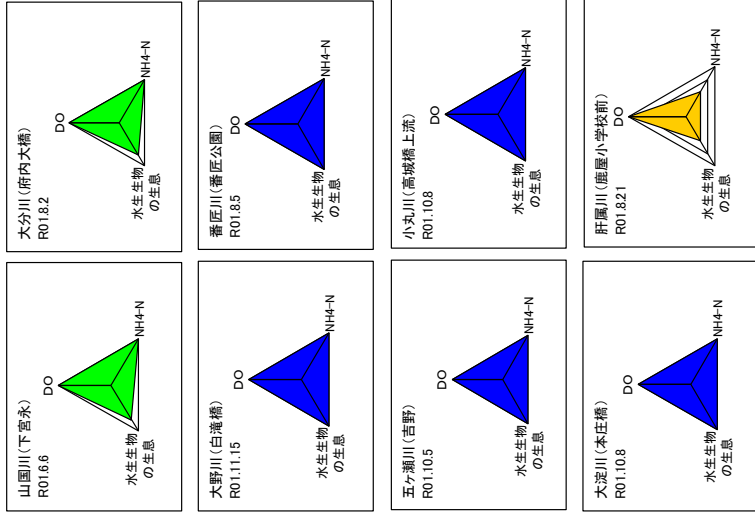 山国川（下宮永）
R01.6.6
DO
水生生物
の生息
NH4-N
大分川（府内大橋）
R01.8.2
DO
水生生物
の生息
NH4-N
大野川（白滝橋）
R01.11.15
DO
水生生物
の生息
NH4-N
番匠川（番匠公園）
R01.8.5
DO
水生生物
の生息
NH4-N
五ヶ瀬川（吉野）
R01.10.5
DO
水生生物
の生息
NH4-N
小丸川（高城橋上流）
R01.10.8
DO
水生生物
の生息
NH4-N
大淀川（本庄橋）
R01.10.8
DO
水生生物
の生息
NH4-N
肝属川（鹿屋小学校前）
R01.8.21
DO
水生生物
の生息
NH4-N